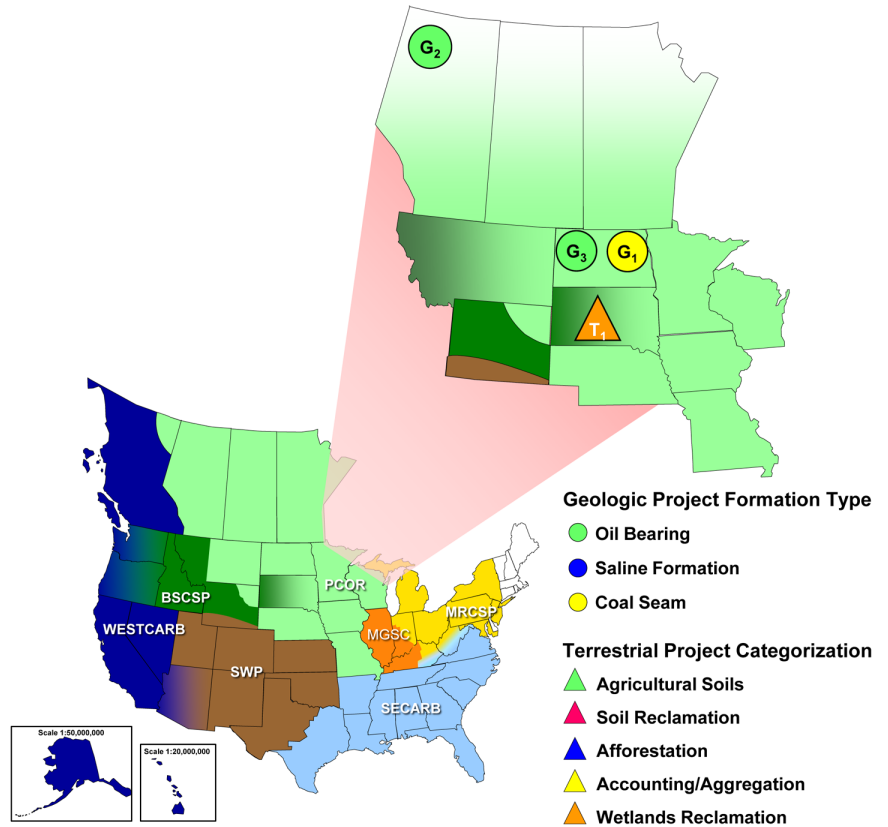 G2
G3
G1
T1
Geologic Project Formation Type
Oil Bearing
Saline Formation
Coal Seam
Terrestrial Project Categorization
Agricultural Soils
Soil Reclamation
Afforestation
Accounting/Aggregation
Wetlands Reclamation
PCOR
BSCSP
MRCSP
WESTCARB
MGSC
SWP
SECARB
Scale 1:50,000,000
Scale 1:20,000,000